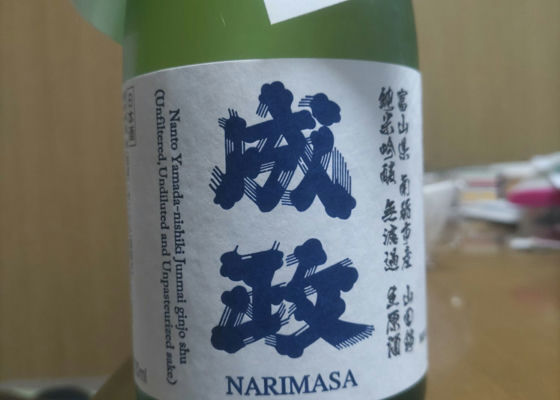 富山県 南砺市産 山田錦
純米吟醸 無濾過 生原酒
成政
NARIMASA
Nanto Yamada-nishiki Junmai ginjo shu
(Unfiltered, Undiluted and Unpasteurized sake)